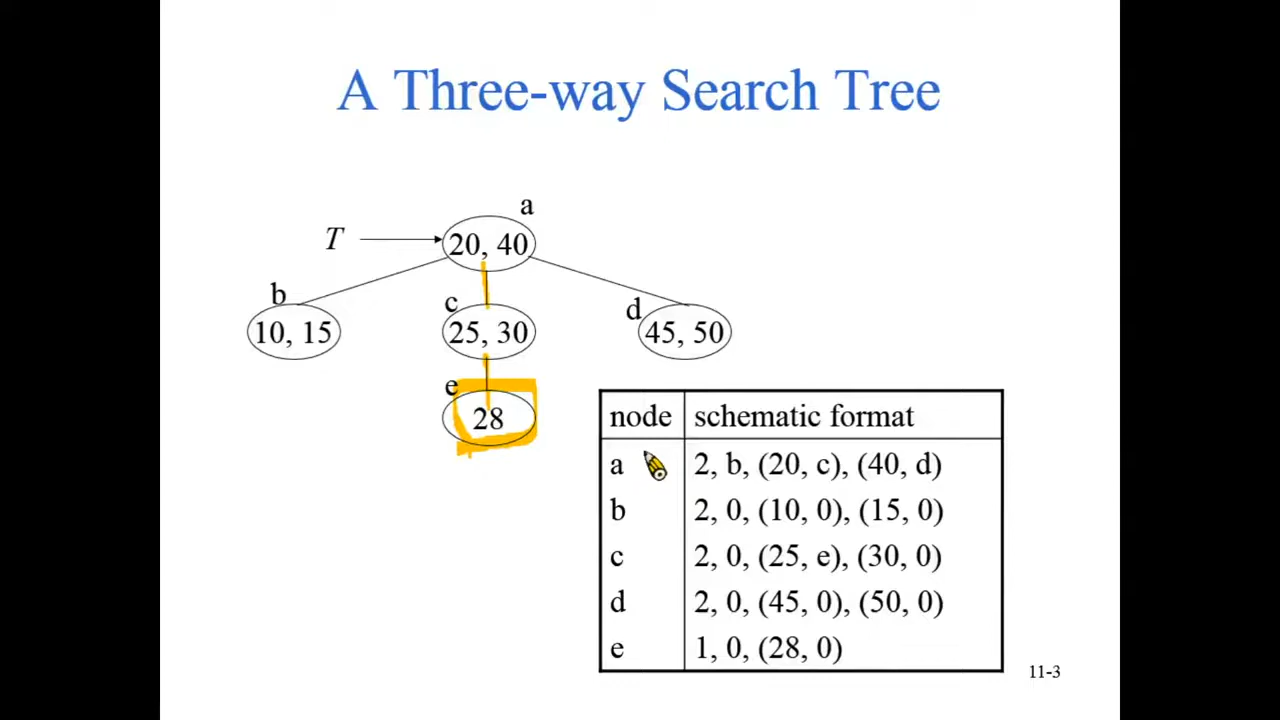 A Three-way Search Tree
a
T
20, 40
b
c
d
10, 15
25, 30
45, 50
e
28
node schematic format
a 2, b, (20, c), (40, d)
b 2, 0, (10, 0), (15, 0)
c 2, 0, (25, e), (30, 0)
d 2, 0, (45, 0), (50, 0)
e 1, 0, (28, 0)
11-3